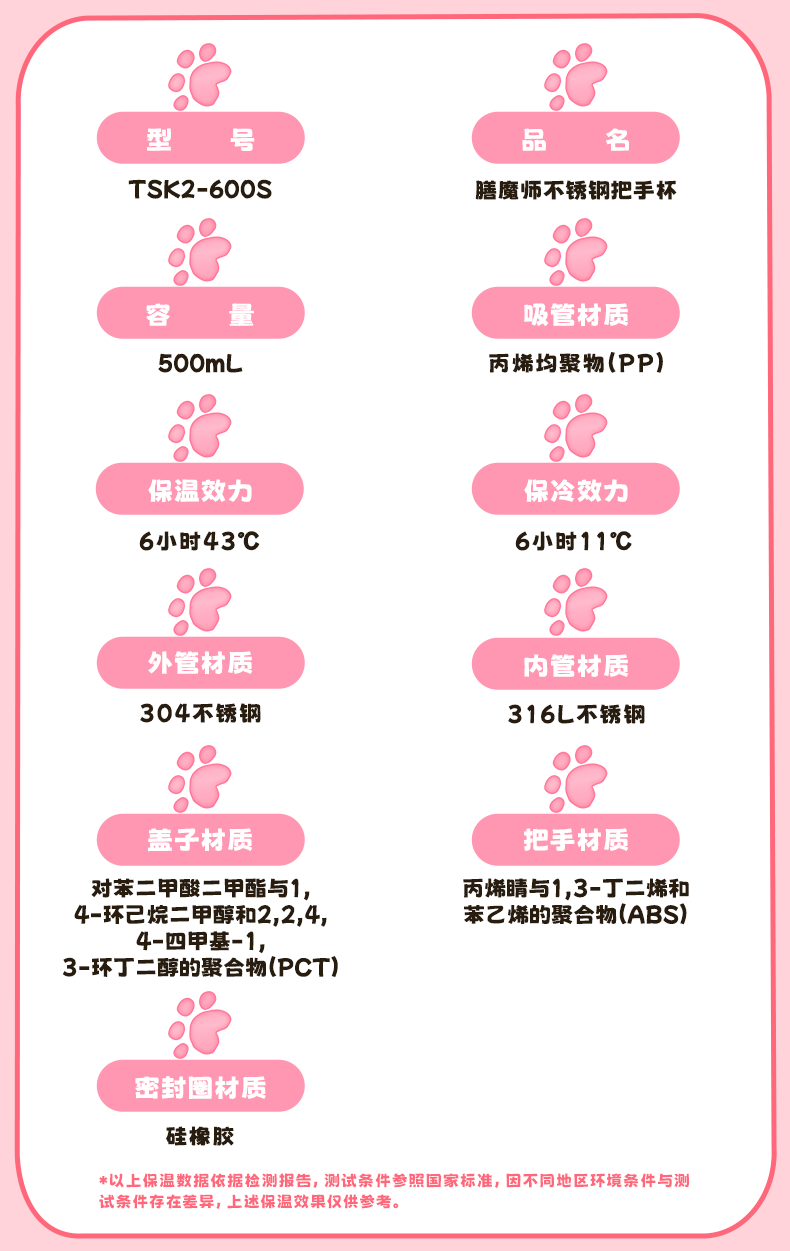 型 号
TSK2-600S
品 名
膳魔师不锈钢把手杯
容 量
500mL
吸管材质
丙烯均聚物(PP)
保温效力
6小时43℃
保冷效力
6小时11℃
外管材质
304不锈钢
内管材质
316L不锈钢
盖子材质
对苯二甲酸二甲酯与1,
4-环己烷二甲醇和2,2,4,
4-四甲基-1,
3-环丁二醇的聚合物(PCT)
把手材质
丙烯睛与1,3-丁二烯和
苯乙烯的聚合物(ABS)
密封圈材质
硅橡胶
*以上保温数据依据检测报告, 测试条件参照国家标准, 因不同地区环境条件与测
试条件存在差异, 上述保温效果仅供参考。